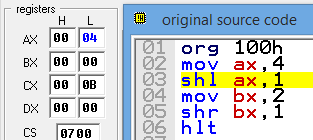 registers
H L
AX 00 04
BX 00 00
CX 00 0B
DX 00 00
CS 0700
original source code
01 org 100h
02 mov ax,4
03 shl ax,1
04 mov bx,2
05 shr bx,1
06 hlt